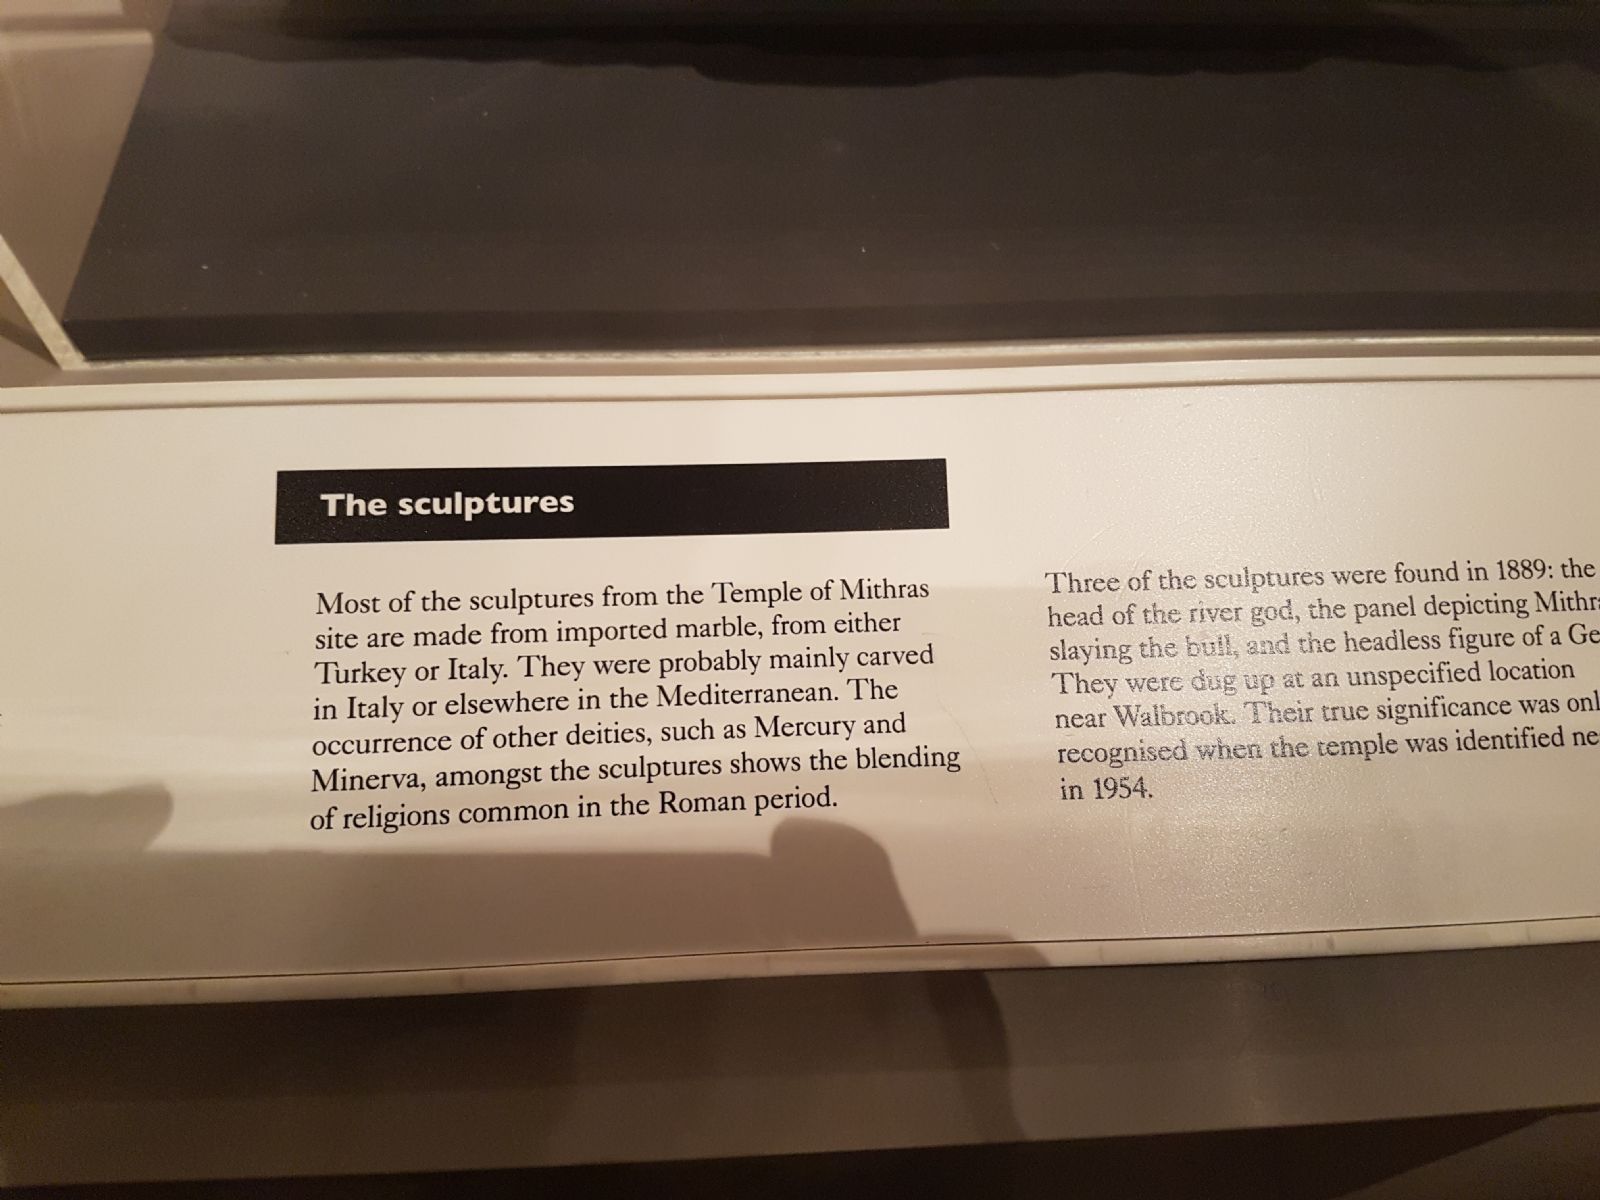 The sculptures
Most of the sculptures from the Temple of Mithras
site are made from imported marble, from either
Turkey or Italy. They were probably mainly carved
in Italy or elsewhere in the Mediterranean. The
occurrence of other deities, such as Mercury and
Minerva, amongst the sculptures shows the blending
of religions common in the Roman period.
Three of the sculptures were found in 1889: the
head of the river god, the panel depicting
slaying the bull, and the headless figure of a
They were dug up at an unspecified location
near Walbrook. Their true significance was
recognised when the temple was identified
in 1954.